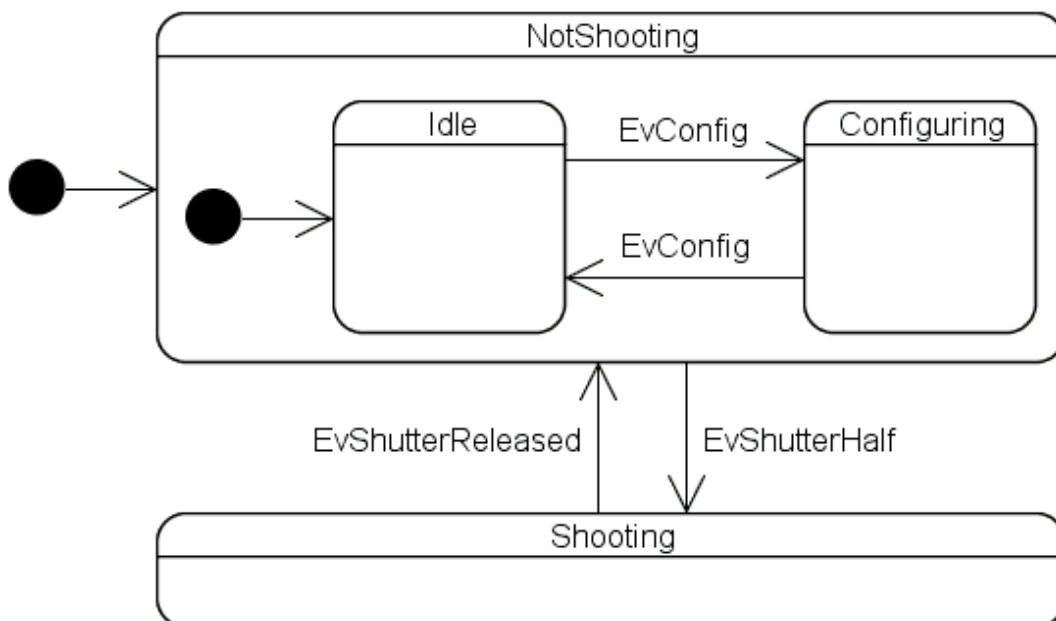 NotShooting
Idle
EvConfig
Configuring
EvConfig
EvShutterReleased
EvShutterHalf
Shooting